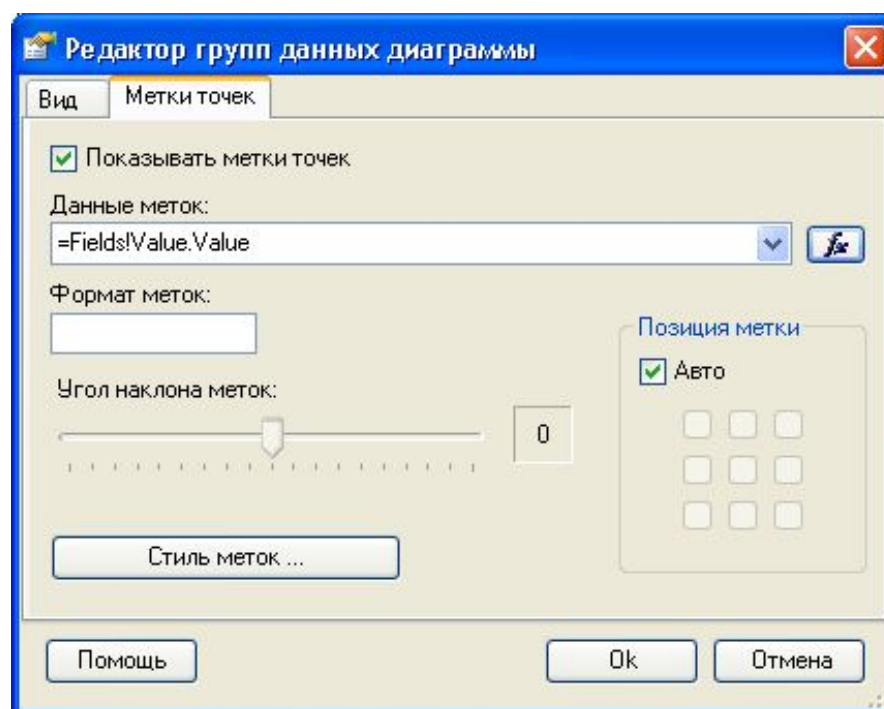 Редактор групп данных диаграммы
Вид Метки точек
Показывать метки точек
Данные меток:
=Fields!Value.Value fx
Формат меток:
Позиция метки
Авто
Угол наклона меток:
0
Стиль меток ...
Помощь Ok Отмена